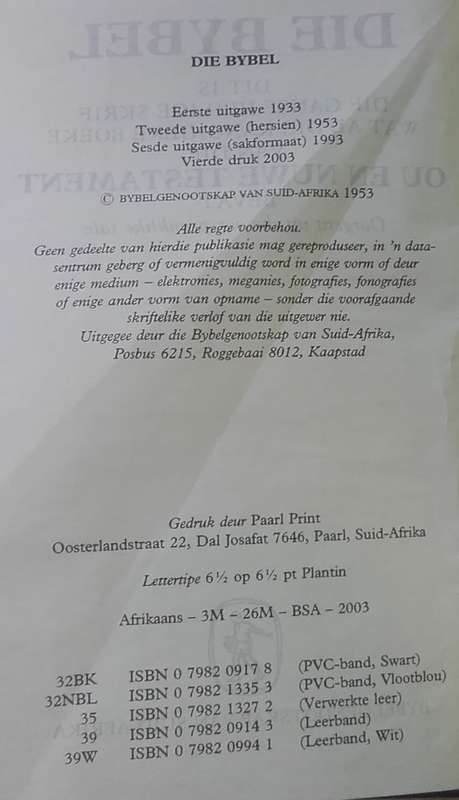 DIE BYBEL
Eerste uitgawe 1933
Tweede uitgawe (hersien) 1953
Sesde uitgawe (sakformaat) 1993
Vierde druk 2003
© BYBELGENOOTSKAP VAN SUID-AFRIKA 1953
Alle regte voorbehou.
Geen gedeelte van hierdie publikasie mag gereproduseer, in 'n data-
sentrum geberg of vermenigvuldig word in enige vorm of deur
enige medium – elektronies, meganies, fotografies, fonografies
of enige ander vorm van opname – sonder die voorafgaande
skriftelike verlof van die uitgewer nie.
Uitgegee deur die Bybelgenootskap van Suid-Afrika,
Posbus 6215, Roggebaai 8012, Kaapstad
Gedruk deur Paarl Print
Oosterlandstraat 22, Dal Josafat 7646, Paarl, Suid-Afrika
Lettertipe 6½ op 6½ pt Plantin
Afrikaans – 3M – 26M – BSA – 2003
32BK ISBN 0 7982 0917 8 (PVC-band, Swart)
32NBL ISBN 0 7982 1335 3 (PVC-band, Vlootblou)
35 ISBN 0 7982 1327 2 (Verwerkte leer)
39 ISBN 0 7982 0914 3 (Leerband)
39W ISBN 0 7982 0994 1 (Leerband, Wit)